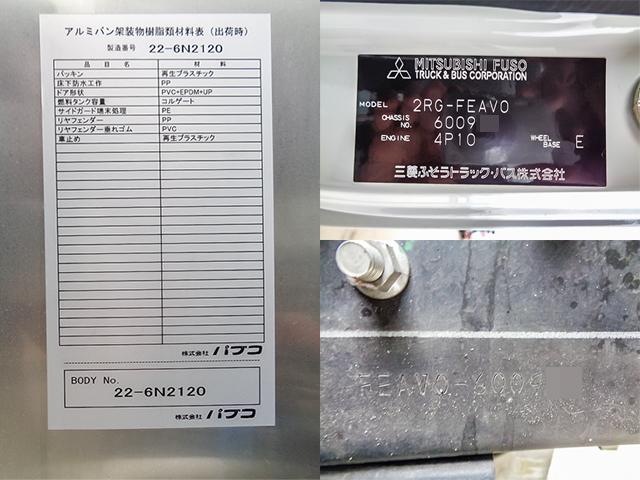 アルミバン架装物樹脂類材料表（出荷時）
製造番号 22-6N2120
品目名 材料
パッキン 再生プラスチック
床下防水工作 PP
ドア形状 PVC+EPDM+UP
燃料タンク容量 コルゲート
サイドガード端末処理 PE
リヤフェンダー PP
リヤフェンダー垂れゴム PVC
車止め 再生プラスチック
株式会社 パブコ
BODY No.
22-6N2120
株式会社 パブコ
MITSUBISHI FUSO
TRUCK & BUS CORPORATION
MODEL 2RG-FEAV0
CHASSIS NO. 6009
ENGINE 4P10 WHEEL BASE E
三菱ふそうトラック・バス株式会社
FEAV0-6009